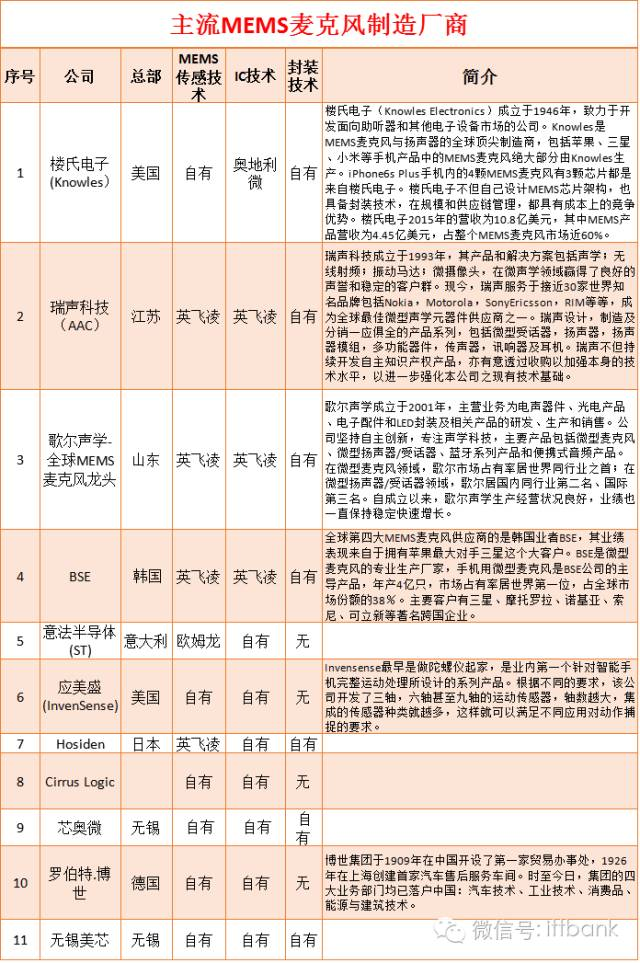 主流MEMS麦克风制造厂商
序号 公司 总部 MEMS传感技术 IC技术 封装技术 简介
1 楼氏电子(Knowles) 美国 自有 奥地利微 自有
楼氏电子（Knowles Electronics）成立于1946年，致力于开
发面向助听器和其他电子设备市场的公司。Knowles是
MEMS麦克风与扬声器的全球顶尖制造商，包括苹果、三星、
小米等手机产品中的MEMS麦克风绝大部分由Knowles生
产。iPhone6s Plus手机内的4颗MEMS麦克风有3颗芯片都是
来自楼氏电子。楼氏电子不但自己设计MEMS芯片架构，也
具备封装技术，在规模和供应链管理，都具有成本上的竞争
优势。楼氏电子2015年的营收为10.8亿美元，其中MEMS产
品营收为4.45亿美元，占整个MEMS麦克风市场近60%。
2 瑞声科技（AAC） 江苏 英飞凌 英飞凌 自有
瑞声科技成立于1993年，其产品和解决方案包括声学；无
线射频；振动马达；微摄像头，在微声学领域赢得了良好的
声誉和稳定的客户群。现今，瑞声服务于接近30家世界知
名品牌包括Nokia，Motorola，SonyEricsson，RIM等等，成
为全球最佳微型声学元器件供应商之一。瑞声设计，制造及
分销一应俱全的产品系列，包括微型受话器，扬声器，扬声
器模组，多功能器件，传声器，讯响器及耳机。瑞声不但持
续开发自主知识产权产品，亦有意透过收购以加强本身的技
术水平，以进一步强化本公司之现有技术基础。
3 歌尔声学-全球MEMS麦克风龙头 山东 英飞凌 英飞凌 自有
歌尔声学成立于2001年，主营业务为电声器件、光电产品
、电子配件和LED封装及相关产品的研发、生产和销售。公
司坚持自主创新，专注声学科技，主要产品包括微型麦克风
、微型扬声器/受话器、蓝牙系列产品和便携式音频产品。
在微型麦克风领域，歌尔市场占有率居世界同行业之首；在
微型扬声器/受话器领域，歌尔居国内同行业第二名、国际
第三名。自成立以来，歌尔声学生产经营状况良好，业绩也
一直保持稳定快速增长。
4 BSE 韩国 英飞凌 英飞凌 自有
全球第四大MEMS麦克风供应商的是韩国业者BSE，其业绩
表现来自于拥有苹果最大对手三星这个大客户。BSE是微型
麦克风的专业生产厂家，手机用微型麦克风是BSE公司的主
导产品，年产4亿只，市场占有率居世界第一位，占全球市
场份额的38％。主要客户有三星、摩托罗拉、诺基亚、索
尼、可立新等著名跨国企业。
5 意法半导体(ST) 意大利 欧姆龙 自有 无
6 应美盛(InvenSense) 美国 自有 自有 无
Invensense最早是做陀螺仪起家，是业内第一个针对智能手
机完整运动处理所设计的系列产品。根据不同的要求，该公
司开发了三轴，六轴甚至九轴的运动传感器，轴数越大，集
成的传感器种类就越多，这样就可以满足不同应用对动作捕
捉的要求。
7 Hosiden 日本 英飞凌 自有 自有
8 Cirrus Logic 自有 自有 无
9 芯奥微 无锡 自有 自有 自有
10 罗伯特.博世 德国 自有 自有 无
博世集团于1909年在中国开设了第一家贸易办事处，1926
年在上海创建首家汽车售后服务车间。时至今日，集团的四
大业务部门均已落户中国：汽车技术、工业技术、消费品、
能源与建筑技术。
11 无锡美芯 无锡 自有 自有 自有
微信号: iftbank